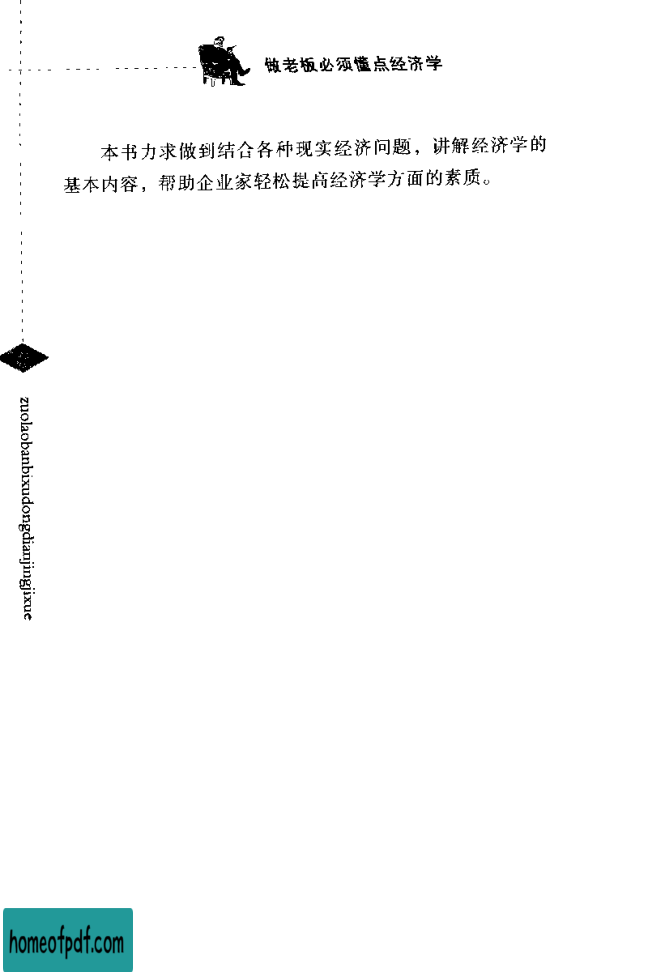 做老板必须懂点经济学
本书力求做到结合各种现实经济问题，讲解经济学的
基本内容，帮助企业家轻松提高经济学方面的素质。
zuolaobanbixudongdianjingjixue
homeofpdf.com